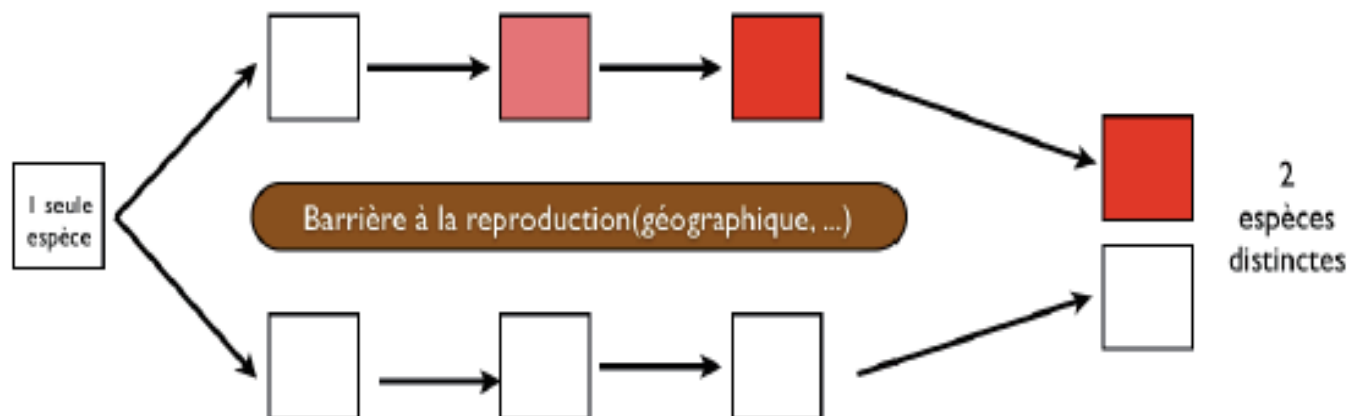 1 seule
espèce
Barrière à la reproduction(géographique, ...)
2
espèces
distinctes